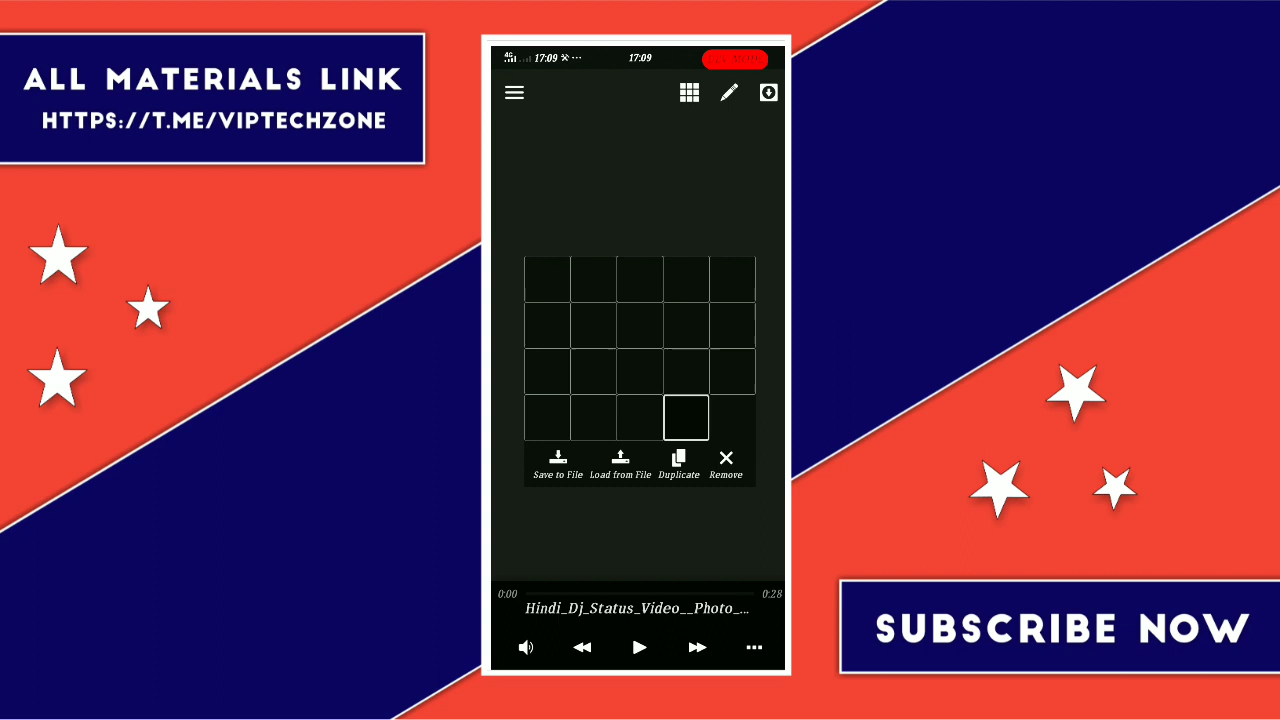 ALL MATERIALS LINK
HTTPS://T.ME/VIPTECHZONE
4G 17:09 ... 17:09
Save to File Load from File Duplicate Remove
0:00 0:28
Hindi_Dj_Status_Video__Photo_...
SUBSCRIBE NOW